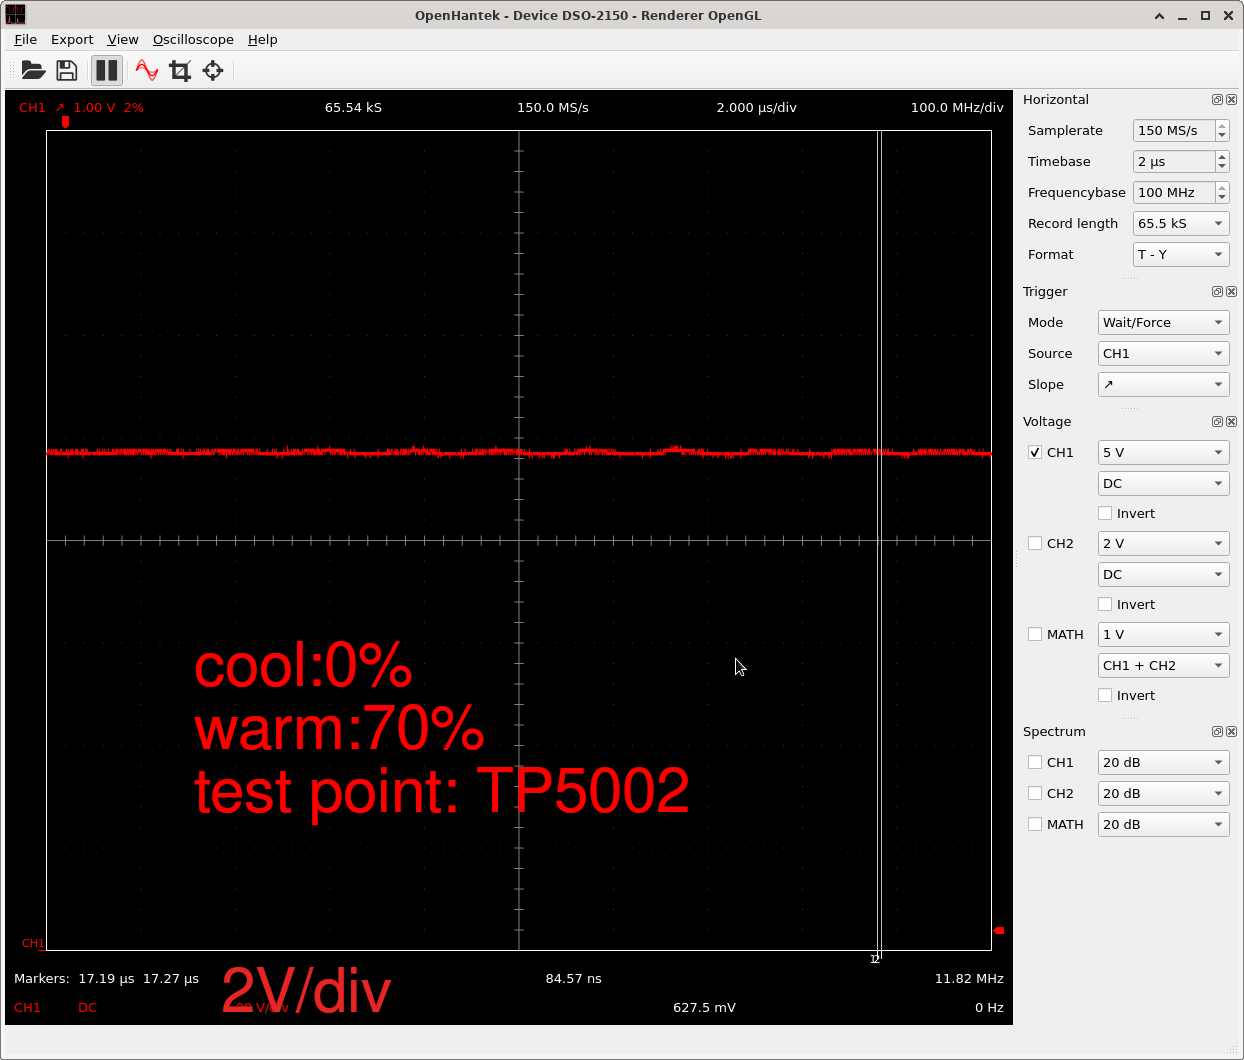 OpenHantek - Device DSO-2150 - Renderer OpenGL
File Export View Oscilloscope Help
CH1 ↗ 1.00 V 2% 65.54 kS 150.0 MS/s 2.000 µs/div 100.0 MHz/div
Horizontal
Samplerate 150 MS/s
Timebase 2 µs
Frequencybase 100 MHz
Record length 65.5 kS
Format T - Y
Trigger
Mode Wait/Force
Source CH1
Slope ↗
Voltage
CH1 5 V
DC
Invert
CH2 2 V
DC
Invert
MATH 1 V
CH1 + CH2
Invert
Spectrum
CH1 20 dB
CH2 20 dB
MATH 20 dB
cool:0%
warm:70%
test point: TP5002
CH1
1 2
Markers: 17.19 µs 17.27 µs 84.57 ns 11.82 MHz
2V/div
CH1 DC 627.5 mV 0 Hz